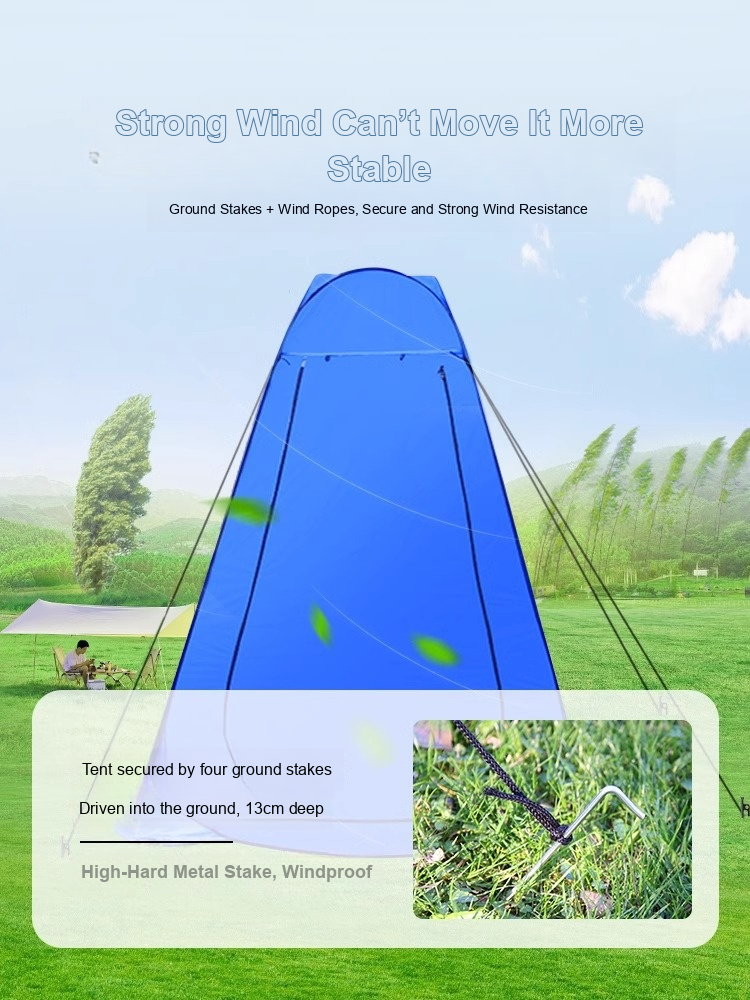 Strong Wind Can’t Move It More
Stable
Ground Stakes + Wind Ropes, Secure and Strong Wind Resistance
Tent secured by four ground stakes
Driven into the ground, 13cm deep
High-Hard Metal Stake, Windproof